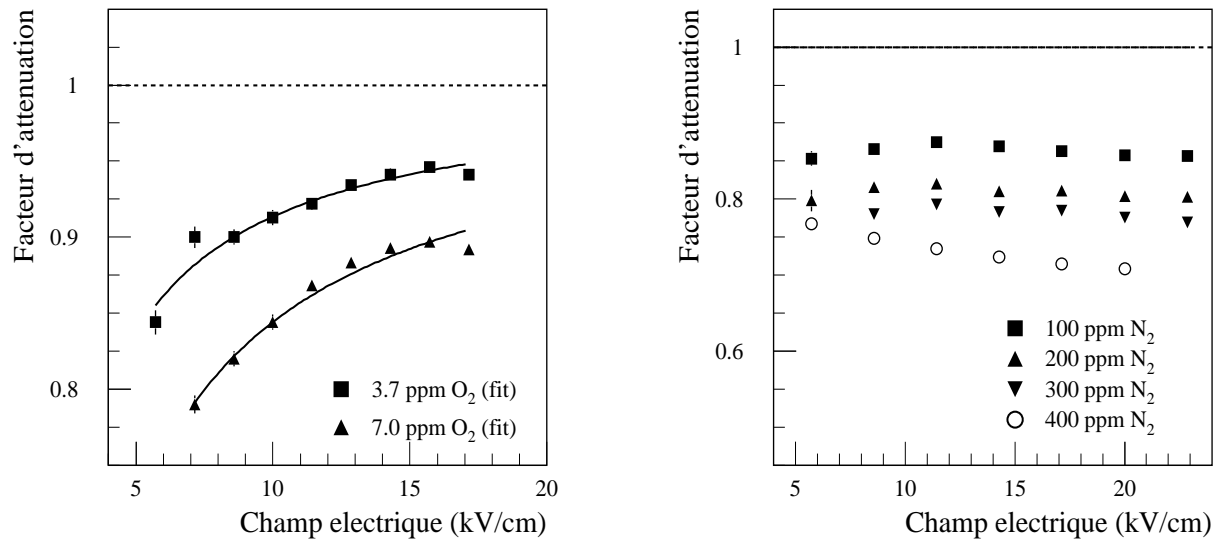 Facteur d'attenuation
1
0.9
0.8
3.7 ppm O₂ (fit)
7.0 ppm O₂ (fit)
5 10 15 20
Champ electrique (kV/cm)
Facteur d'attenuation
1
0.8
0.6
100 ppm N₂
200 ppm N₂
300 ppm N₂
400 ppm N₂
5 10 15 20
Champ electrique (kV/cm)